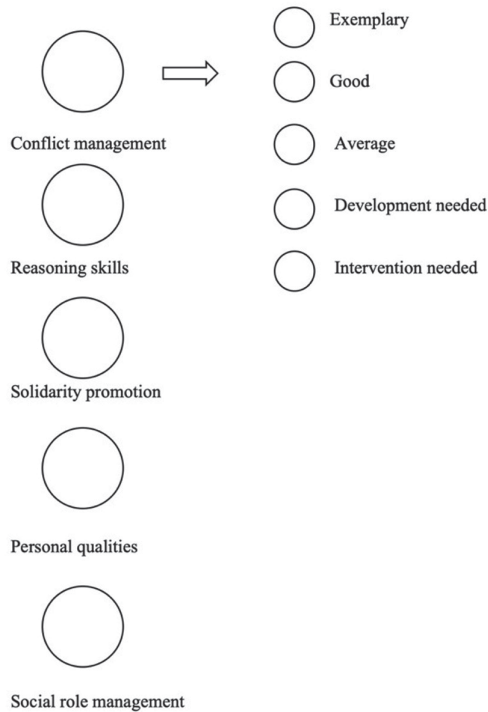 Exemplary
Good
Conflict management
Average
Development needed
Reasoning skills
Intervention needed
Solidarity promotion
Personal qualities
Social role management